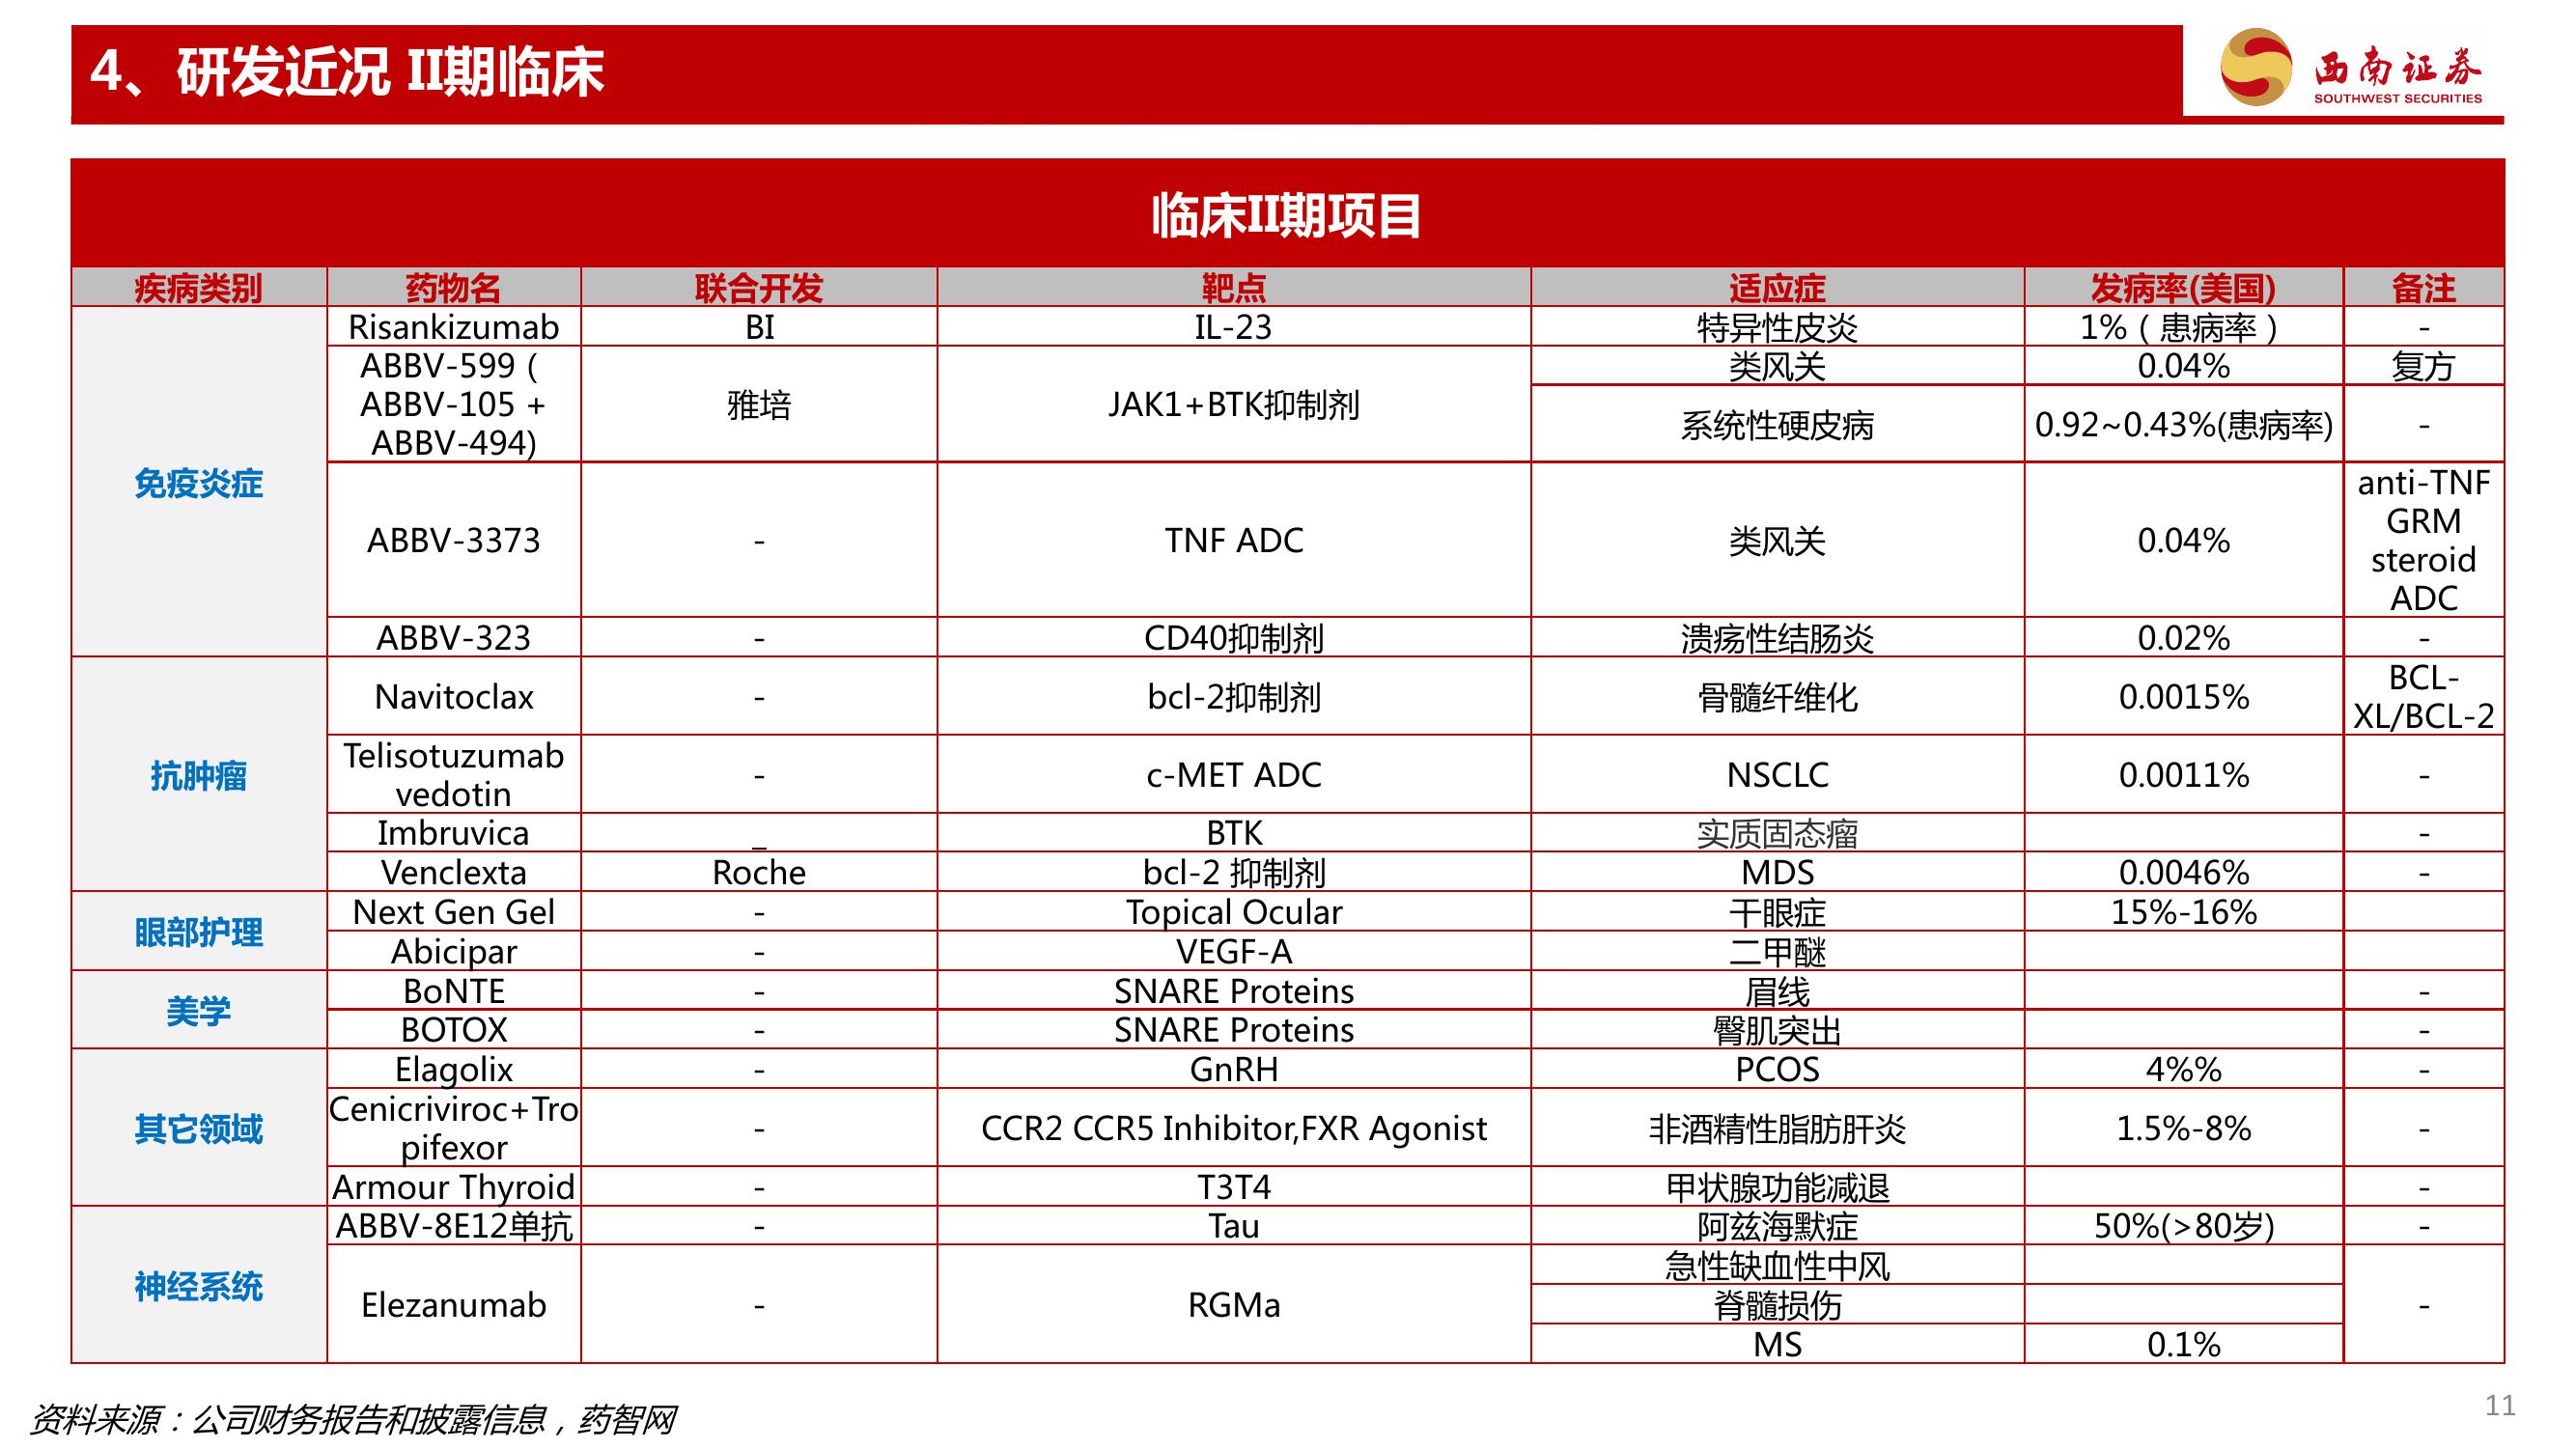 4、研发近况 II期临床
西南证券
SOUTHWEST SECURITIES
临床II期项目
疾病类别 药物名 联合开发 靶点 适应症 发病率(美国) 备注
免疫炎症
Risankizumab BI IL-23 特异性皮炎 1%（患病率） -
ABBV-599（
ABBV-105 +
ABBV-494)
雅培 JAK1+BTK抑制剂
类风关 0.04% 复方
系统性硬皮病 0.92~0.43%(患病率) -
ABBV-3373 - TNF ADC 类风关 0.04%
anti-TNF
GRM
steroid
ADC
ABBV-323 - CD40抑制剂 溃疡性结肠炎 0.02% -
抗肿瘤
Navitoclax - bcl-2抑制剂 骨髓纤维化 0.0015%
BCL-
XL/BCL-2
Telisotuzumab
vedotin
- c-MET ADC NSCLC 0.0011% -
Imbruvica _ BTK 实质固态瘤 -
Venclexta Roche bcl-2 抑制剂 MDS 0.0046% -
眼部护理
Next Gen Gel - Topical Ocular 干眼症 15%-16%
Abicipar - VEGF-A 二甲醚
美学
BoNTE - SNARE Proteins 眉线 -
BOTOX - SNARE Proteins 臀肌突出 -
其它领域
Elagolix - GnRH PCOS 4%% -
Cenicriviroc+Tro
pifexor
- CCR2 CCR5 Inhibitor,FXR Agonist 非酒精性脂肪肝炎 1.5%-8% -
Armour Thyroid - T3T4 甲状腺功能减退 -
神经系统
ABBV-8E12单抗 - Tau 阿兹海默症 50%(>80岁) -
Elezanumab - RGMa
急性缺血性中风
脊髓损伤
MS 0.1%
-
资料来源：公司财务报告和披露信息，药智网
11